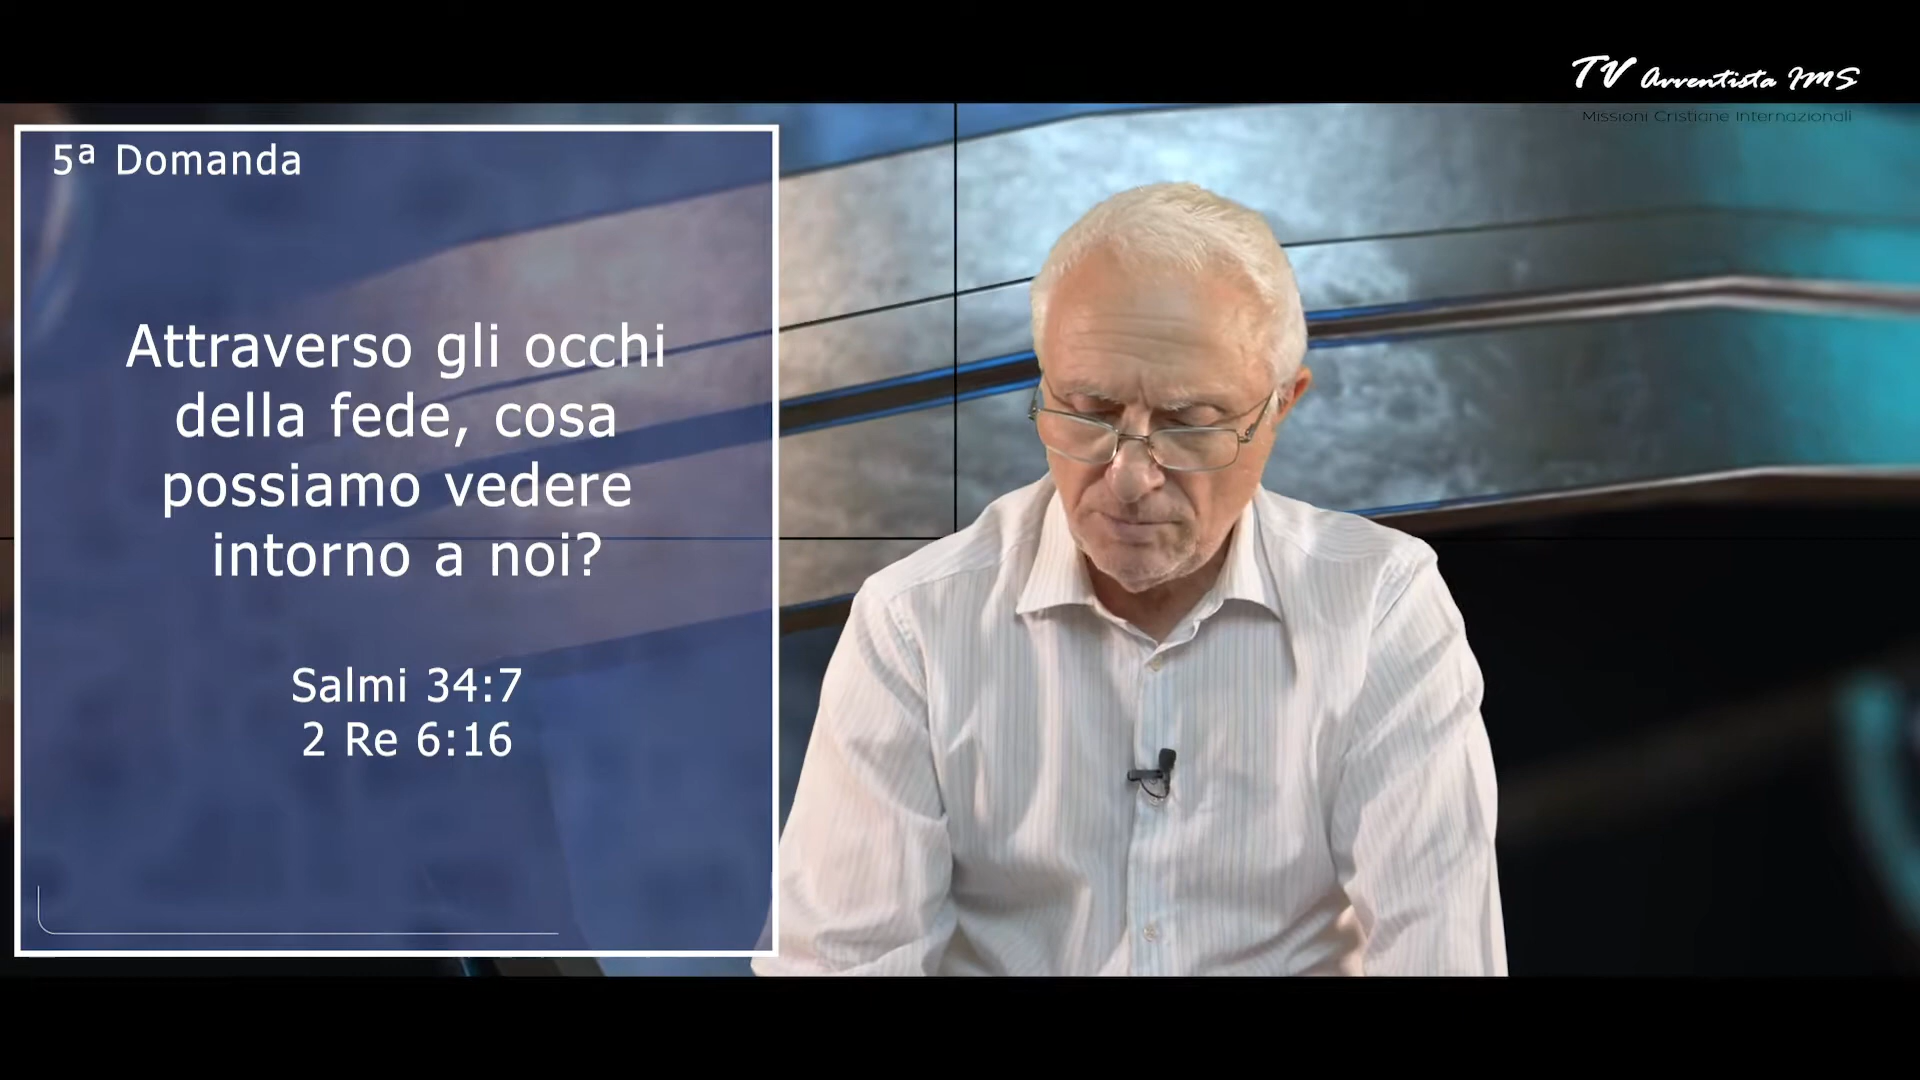 TV Avventista IMS
Missioni Cristiane Internazionali
5ª Domanda
Attraverso gli occhi
della fede, cosa
possiamo vedere
intorno a noi?
Salmi 34:7
2 Re 6:16